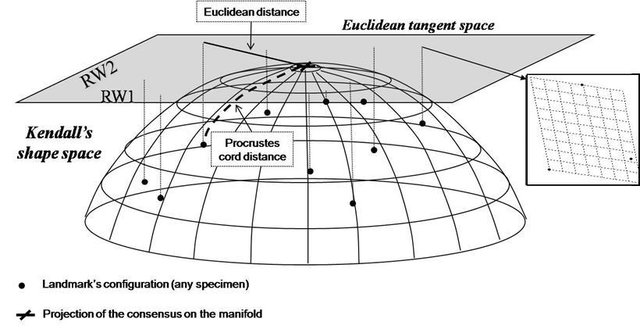 Euclidean distance
Euclidean tangent space
RW2
RW1
Kendall's
shape space
Procrustes
cord distance
Landmark's configuration (any specimen)
Projection of the consensus on the manifold